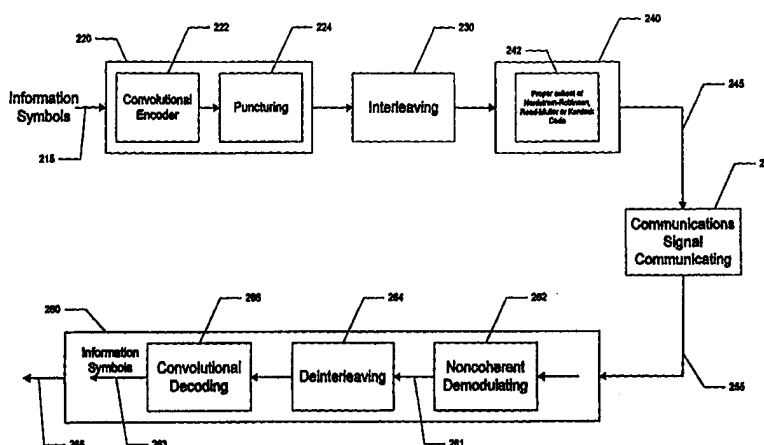 220
222
224
230
240
242
Information
Symbols
215
Convolutional
Encoder
Puncturing
Interleaving
Proper subset of
Nordstrom-Robinson,
Reed-Muller or Kerdock
Code
245
Communications
Signal
Communicating
255
260
266
264
262
Information
Symbols
Convolutional
Decoding
Deinterleaving
Noncoherent
Demodulating
263
261